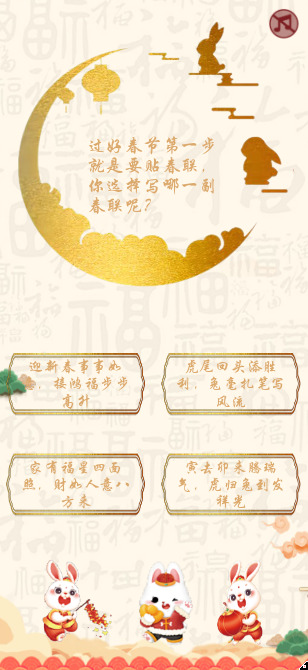 过好春节第一步
就是要贴春联，
你选择写哪一副
春联呢？
迎新春事事如
，接鸿福步步
高升
虎尾回头添胜
利，兔毫扎笔写
风流
家有福星四面
照，财如人意八
方来
寅去卯来腾瑞
气，虎归兔到发
祥光